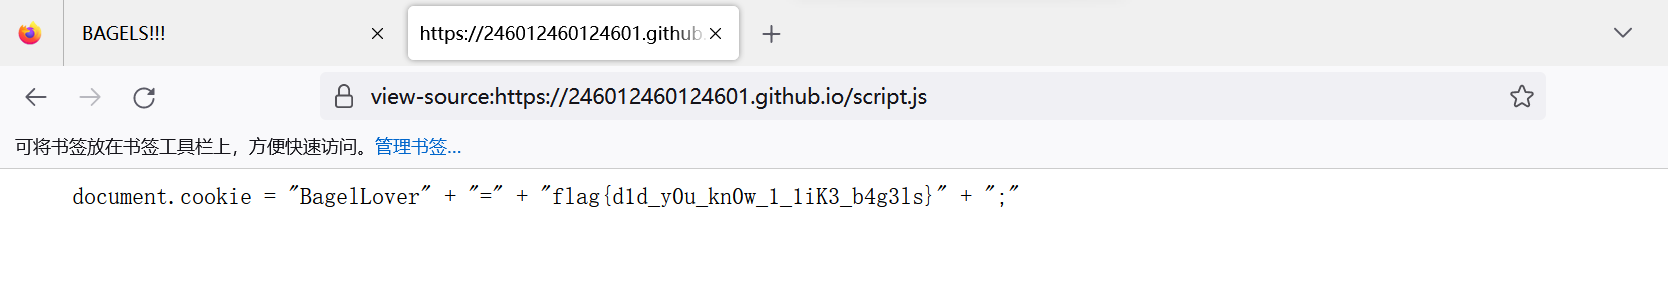 BAGELS!!!
https://246012460124601.github.
view-source:https://246012460124601.github.io/script.js
可将书签放在书签工具栏上，方便快速访问。管理书签...
document.cookie = "BagelLover" + "=" + "flag{d1d_y0u_kn0w_1_1iK3_b4g3ls}" + ";"